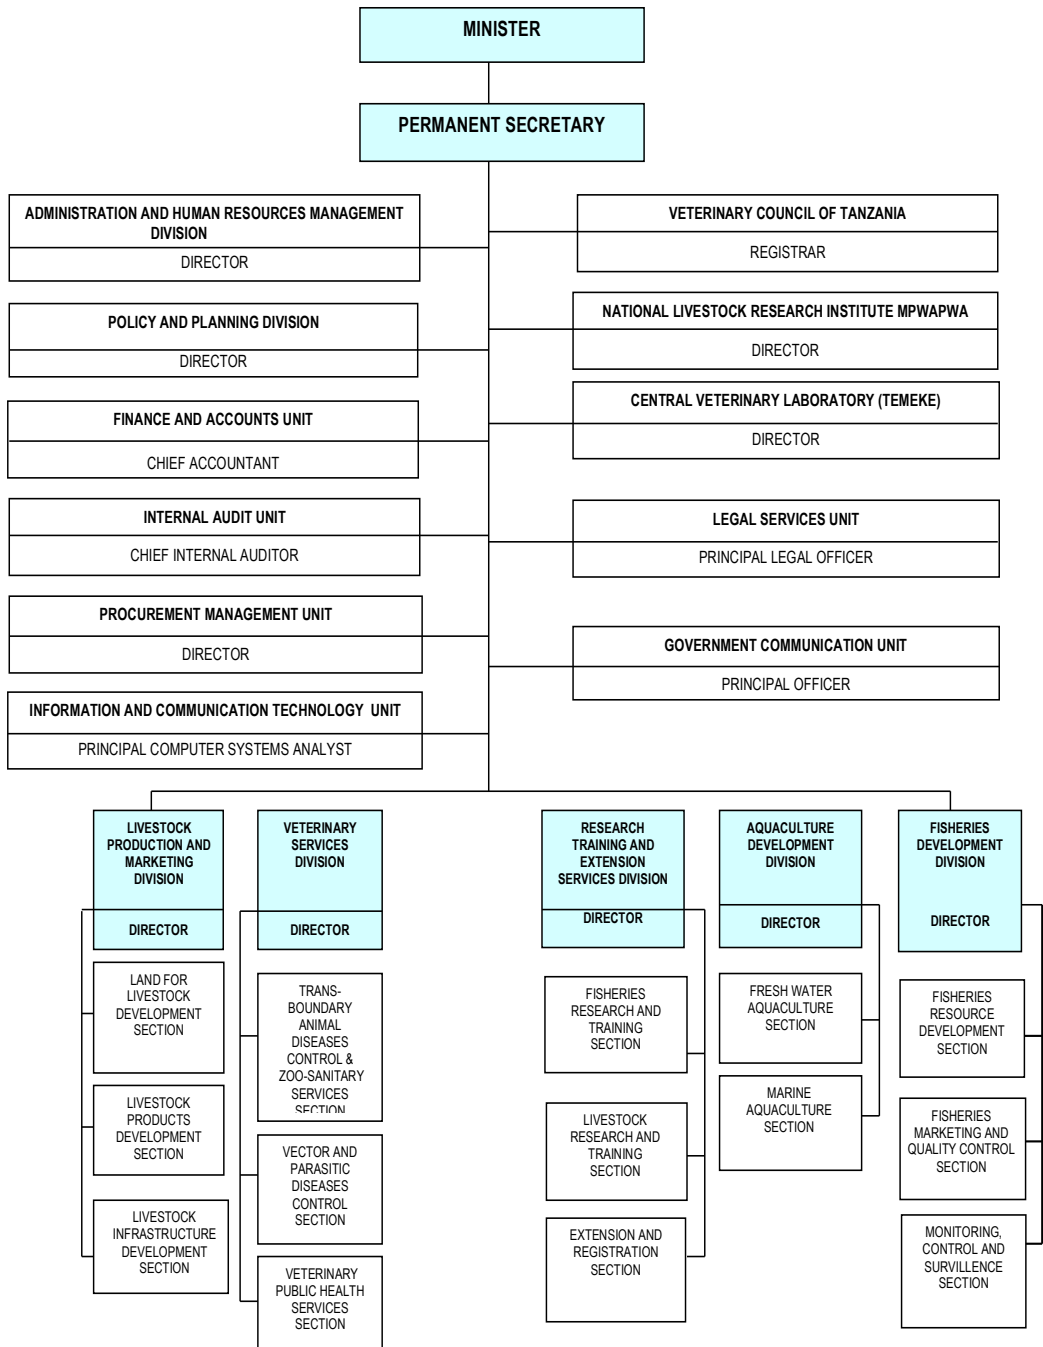 MINISTER
PERMANENT SECRETARY
ADMINISTRATION AND HUMAN RESOURCES MANAGEMENT
DIVISION
DIRECTOR
VETERINARY COUNCIL OF TANZANIA
REGISTRAR
POLICY AND PLANNING DIVISION
DIRECTOR
NATIONAL LIVESTOCK RESEARCH INSTITUTE MPWAPWA
DIRECTOR
FINANCE AND ACCOUNTS UNIT
CHIEF ACCOUNTANT
CENTRAL VETERINARY LABORATORY (TEMEKE)
DIRECTOR
INTERNAL AUDIT UNIT
CHIEF INTERNAL AUDITOR
LEGAL SERVICES UNIT
PRINCIPAL LEGAL OFFICER
PROCUREMENT MANAGEMENT UNIT
DIRECTOR
GOVERNMENT COMMUNICATION UNIT
PRINCIPAL OFFICER
INFORMATION AND COMMUNICATION TECHNOLOGY UNIT
PRINCIPAL COMPUTER SYSTEMS ANALYST
LIVESTOCK
PRODUCTION AND
MARKETING
DIVISION
DIRECTOR
LAND FOR
LIVESTOCK
DEVELOPMENT
SECTION
LIVESTOCK
PRODUCTS
DEVELOPMENT
SECTION
LIVESTOCK
INFRASTRUCTURE
DEVELOPMENT
SECTION
VETERINARY
SERVICES
DIVISION
DIRECTOR
TRANS-
BOUNDARY
ANIMAL
DISEASES
CONTROL &
ZOO-SANITARY
SERVICES
SECTION
VECTOR AND
PARASITIC
DISEASES
CONTROL
SECTION
VETERINARY
PUBLIC HEALTH
SERVICES
SECTION
RESEARCH
TRAINING AND
EXTENSION
SERVICES DIVISION
DIRECTOR
FISHERIES
RESEARCH AND
TRAINING
SECTION
LIVESTOCK
RESEARCH AND
TRAINING
SECTION
EXTENSION AND
REGISTRATION
SECTION
AQUACULTURE
DEVELOPMENT
DIVISION
DIRECTOR
FRESH WATER
AQUACULTURE
SECTION
MARINE
AQUACULTURE
SECTION
FISHERIES
DEVELOPMENT
DIVISION
DIRECTOR
FISHERIES
RESOURCE
DEVELOPMENT
SECTION
FISHERIES
MARKETING AND
QUALITY CONTROL
SECTION
MONITORING,
CONTROL AND
SURVILLENCE
SECTION